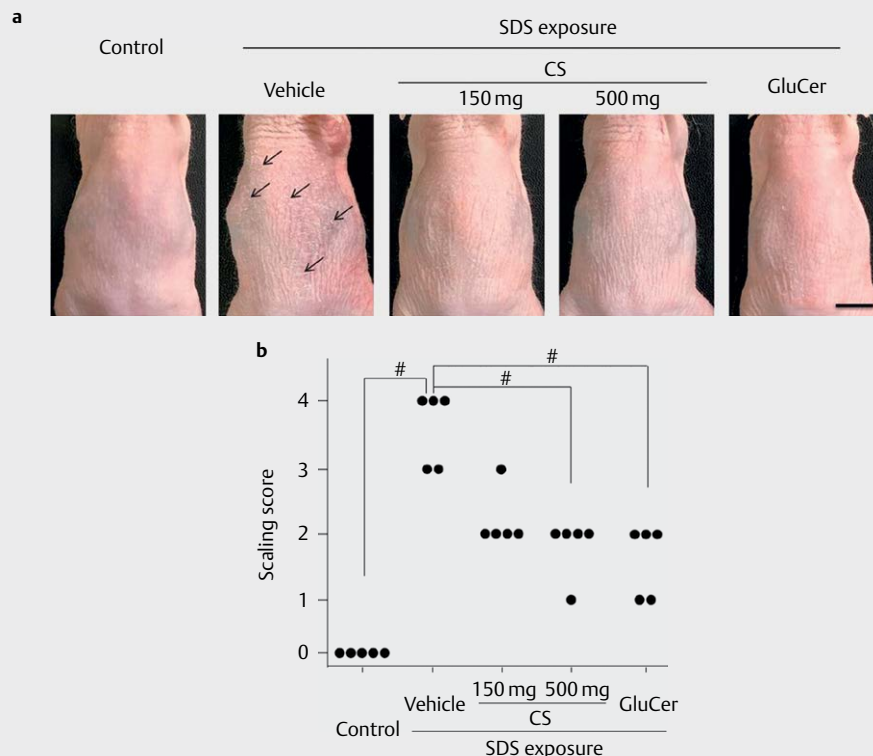 a
Control
SDS exposure
Vehicle
CS
150 mg 500 mg
GluCer
b
#
#
#
4
3
2
1
0
Scaling score
Control
Vehicle
150 mg 500 mg
CS
GluCer
SDS exposure